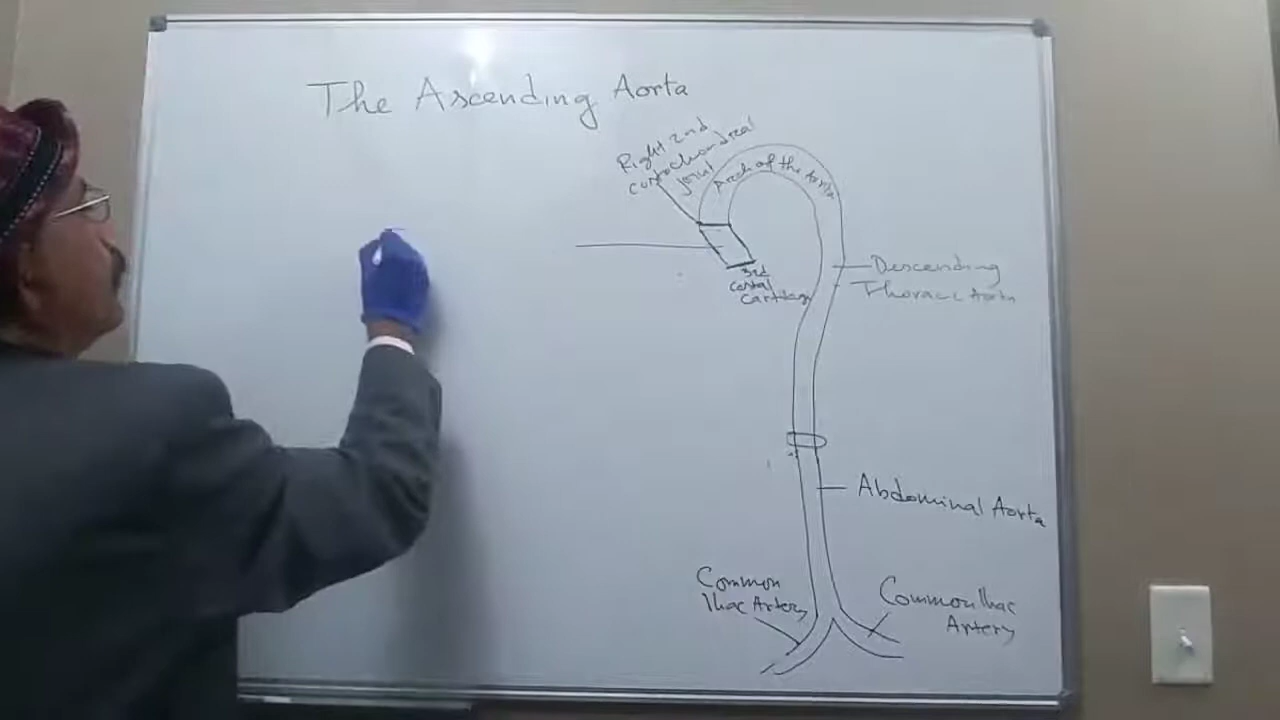 The Ascending Aorta
Right 2nd
costochondral
joint
Arch of the Aorta
3rd
costal
cartilage
Descending
Thoracic Aorta
Abdominal Aorta
Common
Iliac Artery
Common Iliac
Artery